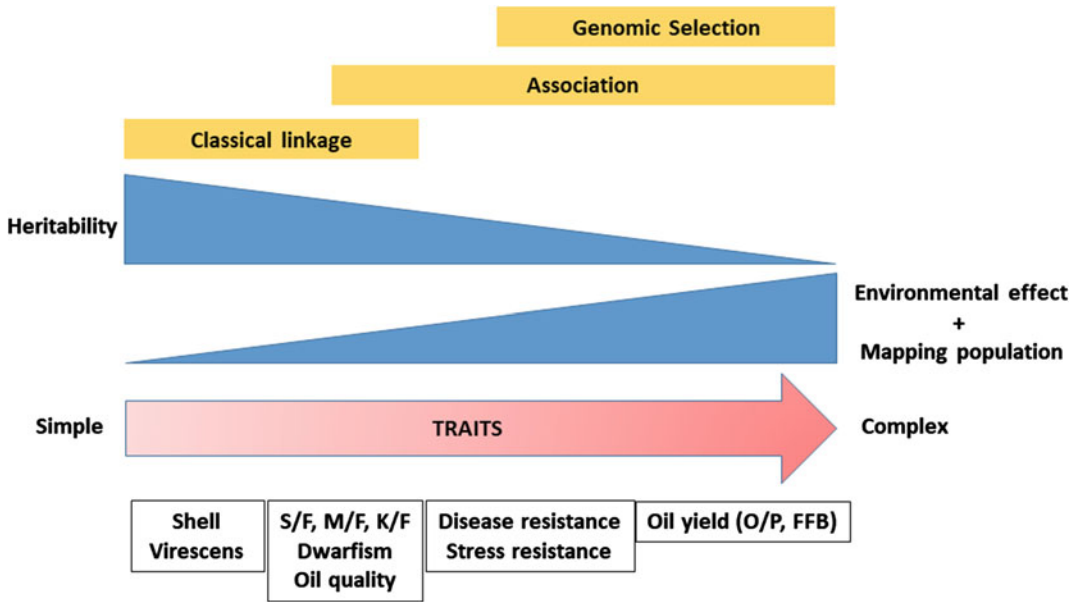 Genomic Selection
Association
Classical linkage
Heritability
Environmental effect
+
Mapping population
Simple
TRAITS
Complex
Shell
Virescens
S/F, M/F, K/F
Dwarfism
Oil quality
Disease resistance
Stress resistance
Oil yield (O/P, FFB)